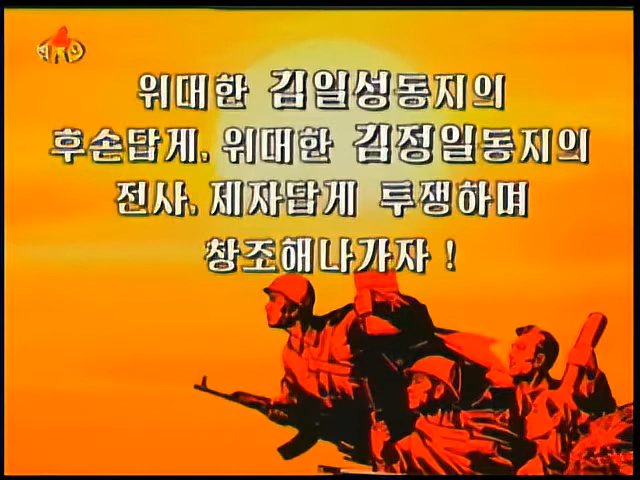 위대한 김일성동지의
후손답게, 위대한 김정일동지의
전사, 제자답게 투쟁하며
창조해나가자!